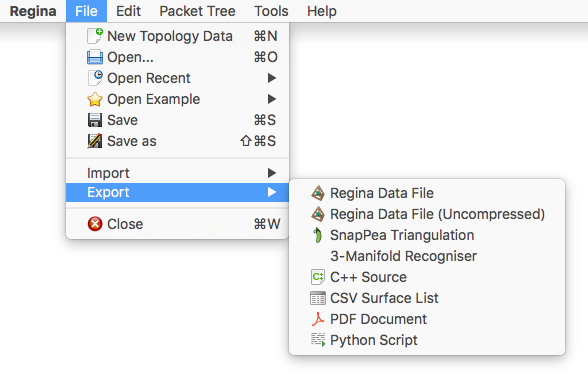 Regina File Edit Packet Tree Tools Help
New Topology Data ⌘N
Open... ⌘O
Open Recent
Open Example
Save ⌘S
Save as ⇧⌘S
Import
Export
Close ⌘W
Regina Data File
Regina Data File (Uncompressed)
SnapPea Triangulation
3-Manifold Recogniser
C++ Source
CSV Surface List
PDF Document
Python Script